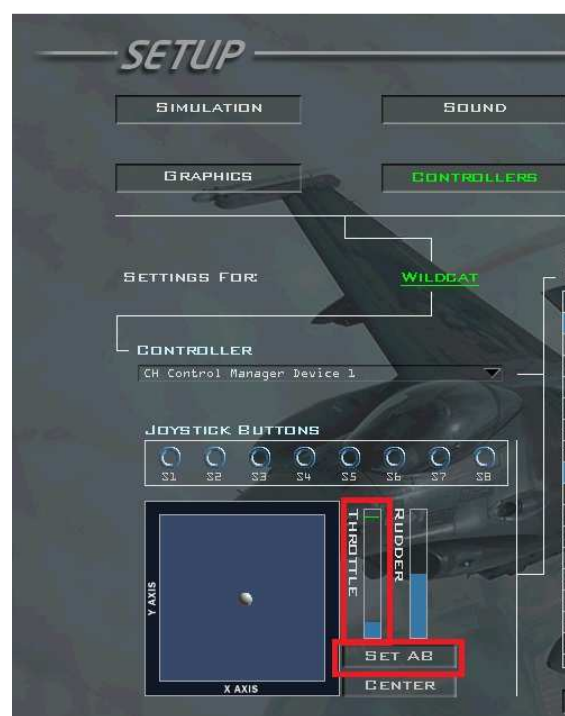 SETUP
SIMULATION
SOUND
GRAPHICS
CONTROLLERS
SETTINGS FOR:
WILDCAT
CONTROLLER
CH Control Manager Device 1
JOYSTICK BUTTONS
S1 S2 S3 S4 S5 S6 S7 S8
Y AXIS
X AXIS
THROTTLE
RUDDER
SET AB
CENTER